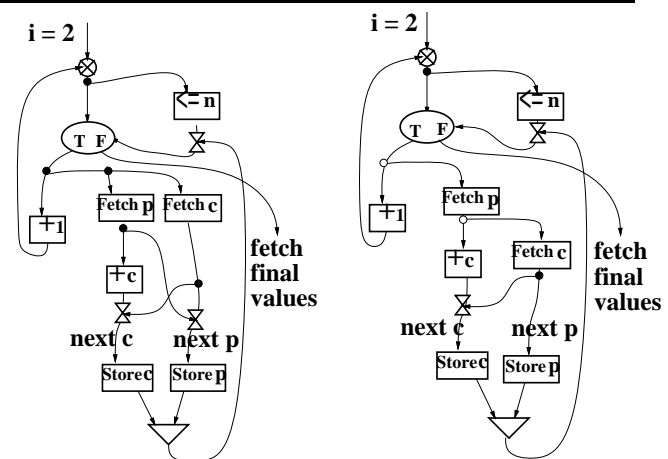 i = 2
<= n
T F
+1
Fetch p
Fetch c
+c
fetch
final
values
next c
next p
Store c
Store p
i = 2
<= n
T F
+1
Fetch p
Fetch c
+c
fetch
final
values
next c
next p
Store c
Store p